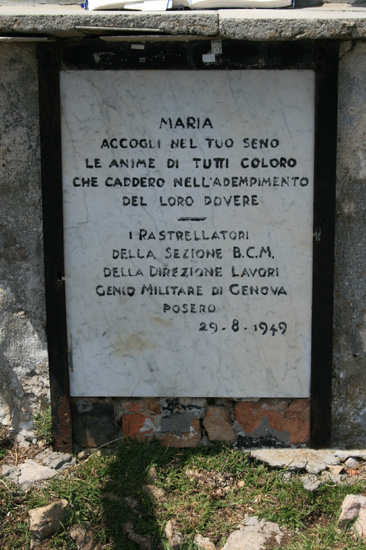 MARIA
ACCOGLI NEL TUO SENO
LE ANIME DI TUTTI COLORO
CHE CADDERO NELL'ADEMPIMENTO
DEL LORO DOVERE
I RASTRELLATORI
DELLA SEZIONE B.C.M.
DELLA DIREZIONE LAVORI
GENIO MILITARE DI GENOVA
POSERO
29.8.1949